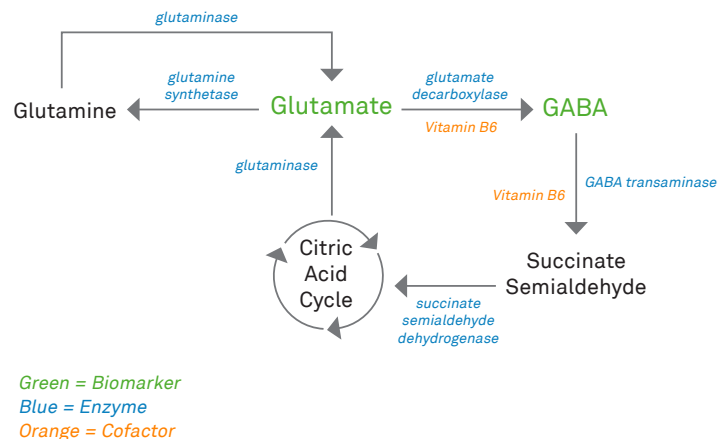 glutaminase
glutamine
synthetase
Glutamine
Glutamate
glutamate
decarboxylase
Vitamin B6
GABA
glutaminase
Vitamin B6
GABA transaminase
Citric
Acid
Cycle
Succinate
Semialdehyde
succinate
semialdehyde
dehydrogenase
Green = Biomarker
Blue = Enzyme
Orange = Cofactor